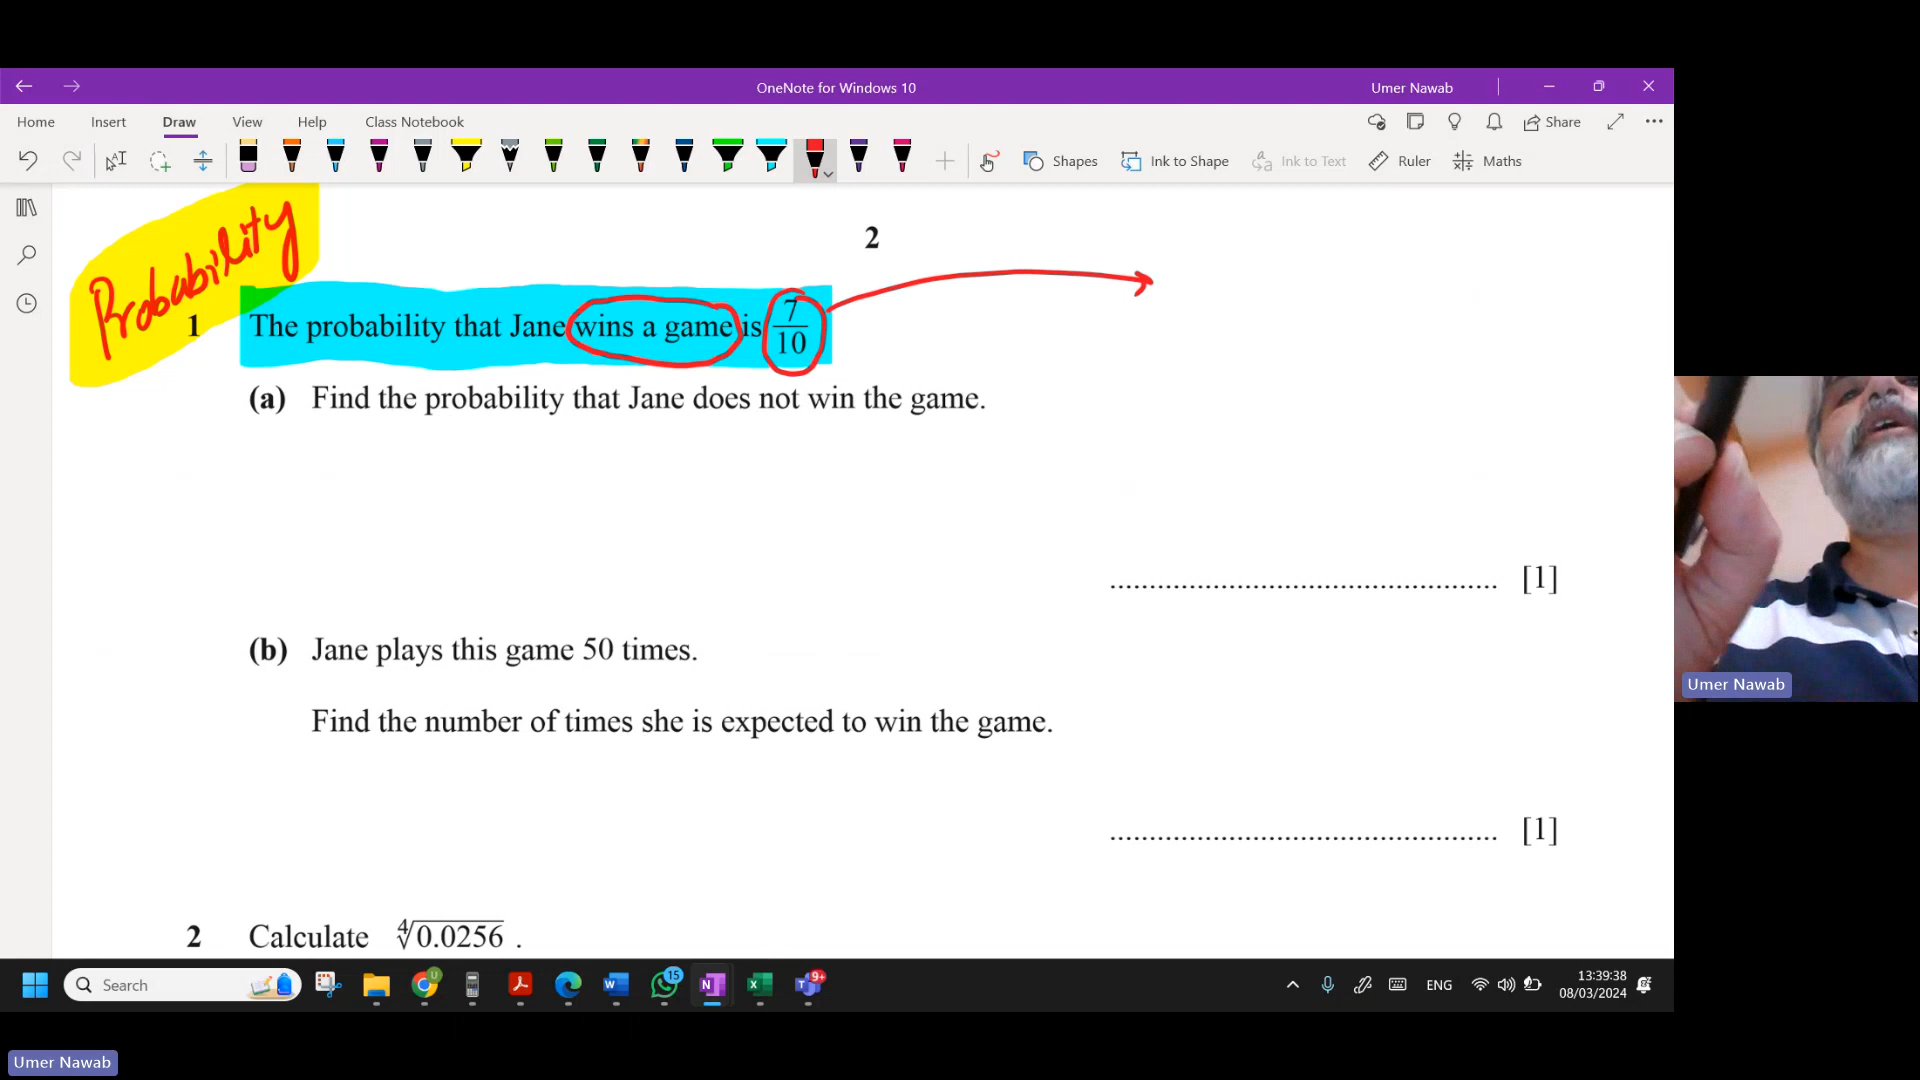 OneNote for Windows 10
Umer Nawab
Home Insert Draw View Help Class Notebook
Share
Shapes Ink to Shape Ink to Text Ruler Maths
Probability
2
1 The probability that Jane wins a game is 7/10
(a) Find the probability that Jane does not win the game.
.................................................. [1]
(b) Jane plays this game 50 times.
Find the number of times she is expected to win the game.
.................................................. [1]
2 Calculate ∜0.0256 .
Umer Nawab
Search
U
15
9+
ENG
13:39:38
08/03/2024
Umer Nawab